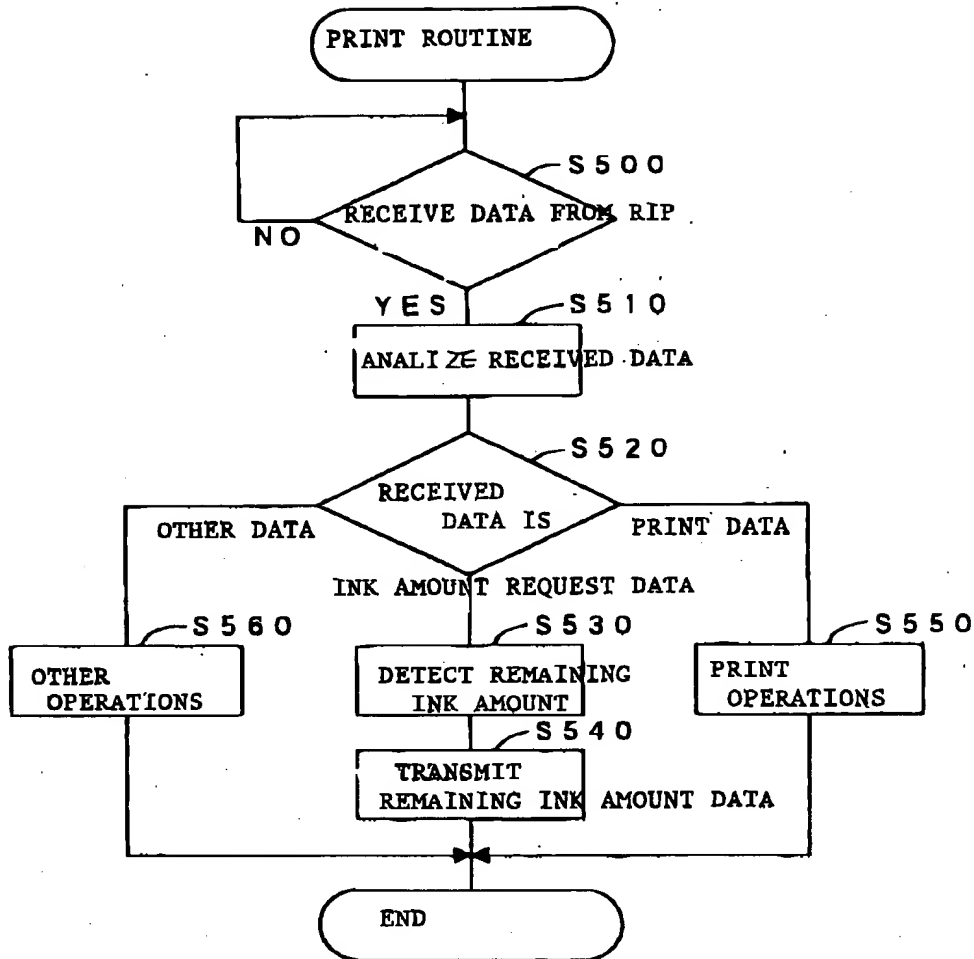 PRINT ROUTINE
S500
RECEIVE DATA FROM RIP
NO
YES
S510
ANALIZE RECEIVED DATA
S520
RECEIVED
DATA IS
OTHER DATA
PRINT DATA
INK AMOUNT REQUEST DATA
S560
S530
S550
OTHER
OPERATIONS
DETECT REMAINING
INK AMOUNT
PRINT
OPERATIONS
S540
TRANSMIT
REMAINING INK AMOUNT DATA
END